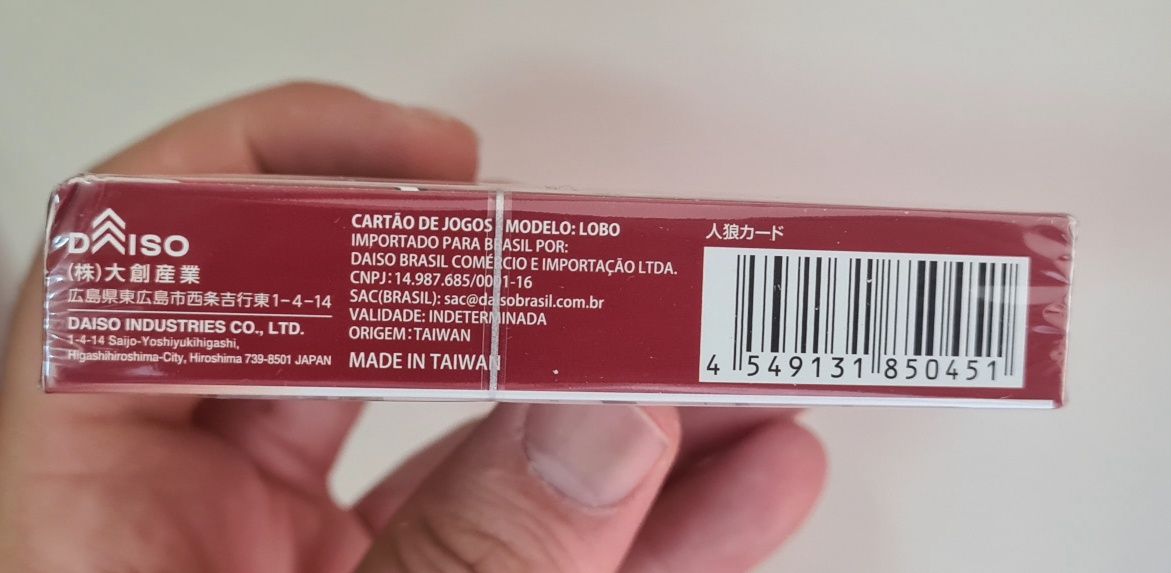 DAISO
(株)大創産業
広島県東広島市西条吉行東1-4-14
DAISO INDUSTRIES CO., LTD.
1-4-14 Saijo-Yoshiyukihigashi,
Higashihiroshima-City, Hiroshima 739-8501 JAPAN
CARTÃO DE JOGOS MODELO: LOBO
IMPORTADO PARA BRASIL POR:
DAISO BRASIL COMÉRCIO E IMPORTAÇÃO LTDA.
CNPJ:14.987.685/0001-16
SAC(BRASIL): sac@daisobrasil.com.br
VALIDADE: INDETERMINADA
ORIGEM:TAIWAN
MADE IN TAIWAN
人狼カード
4 549131 850451